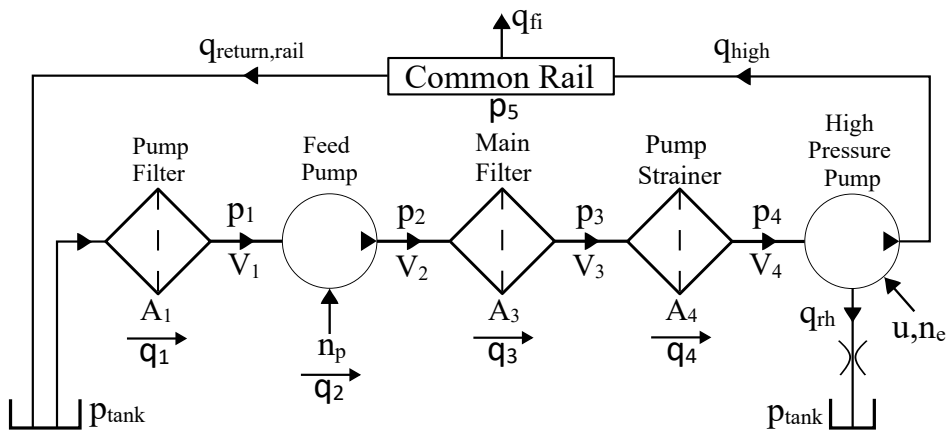 q_fi
q_return,rail
q_high
Common Rail
p_5
Pump
Filter
Feed
Pump
Main
Filter
Pump
Strainer
High
Pressure
Pump
p_1
p_2
p_3
p_4
V_1
V_2
V_3
V_4
A_1
n_p
A_3
A_4
q_rh
u,n_e
q_1
q_2
q_3
q_4
p_tank
p_tank